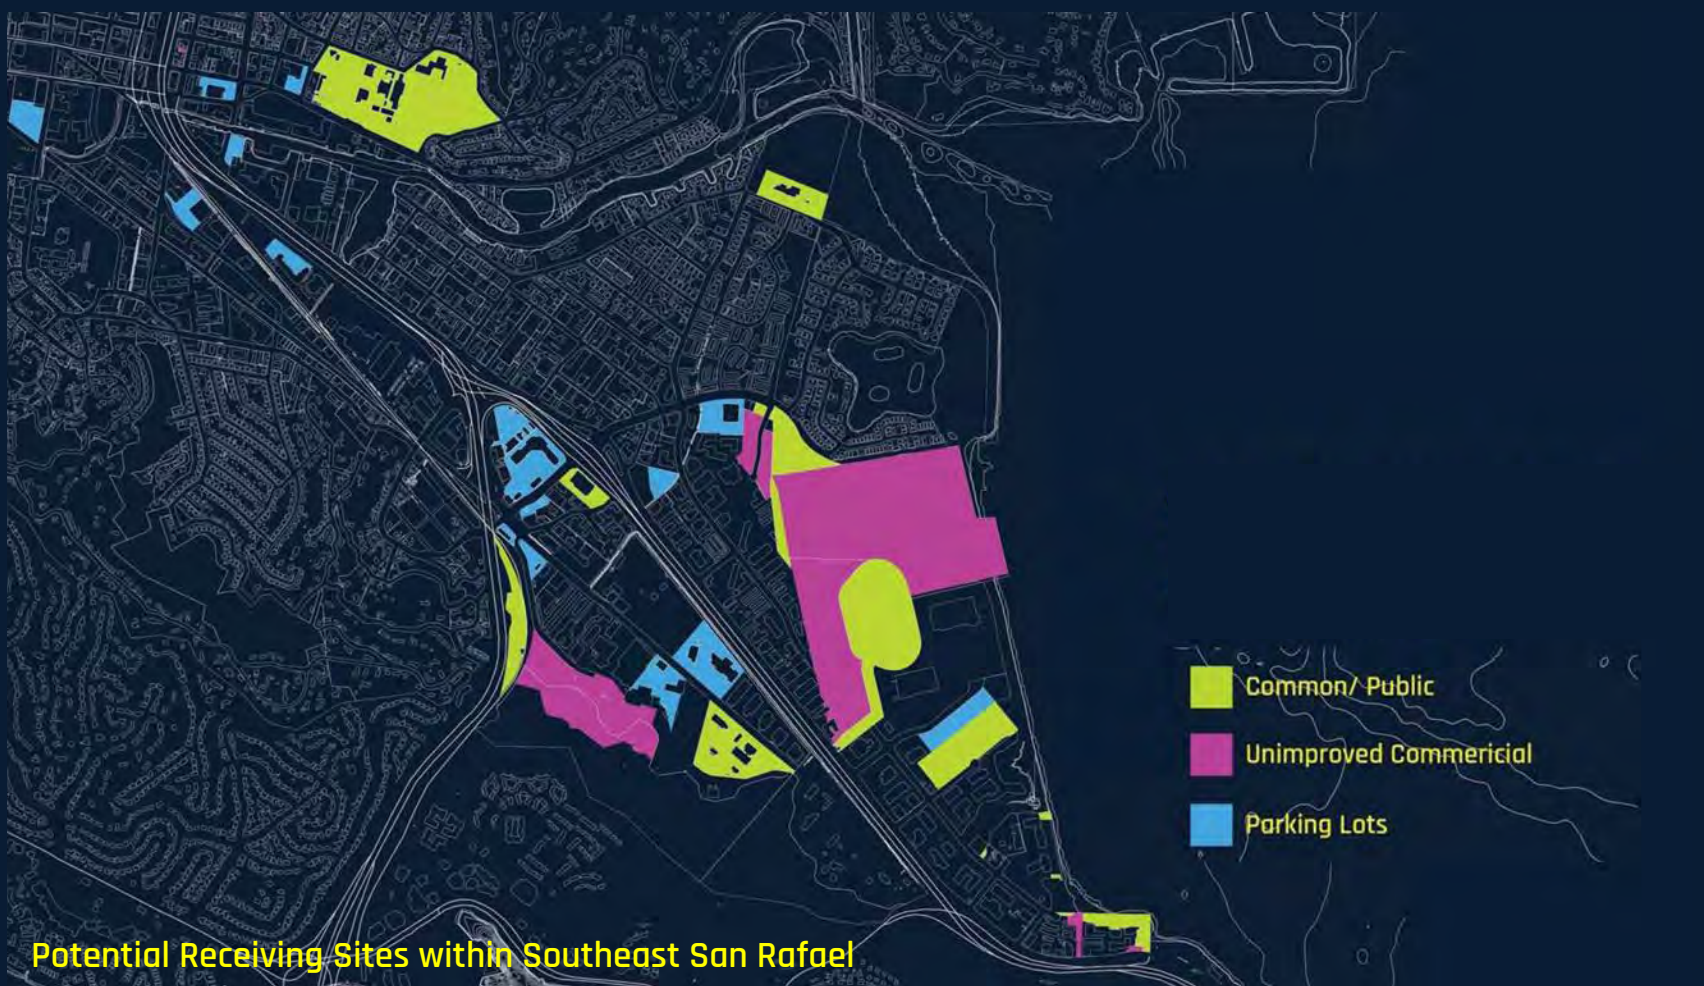 Common/ Public
Unimproved Commericial
Parking Lots
Potential Receiving Sites within Southeast San Rafael